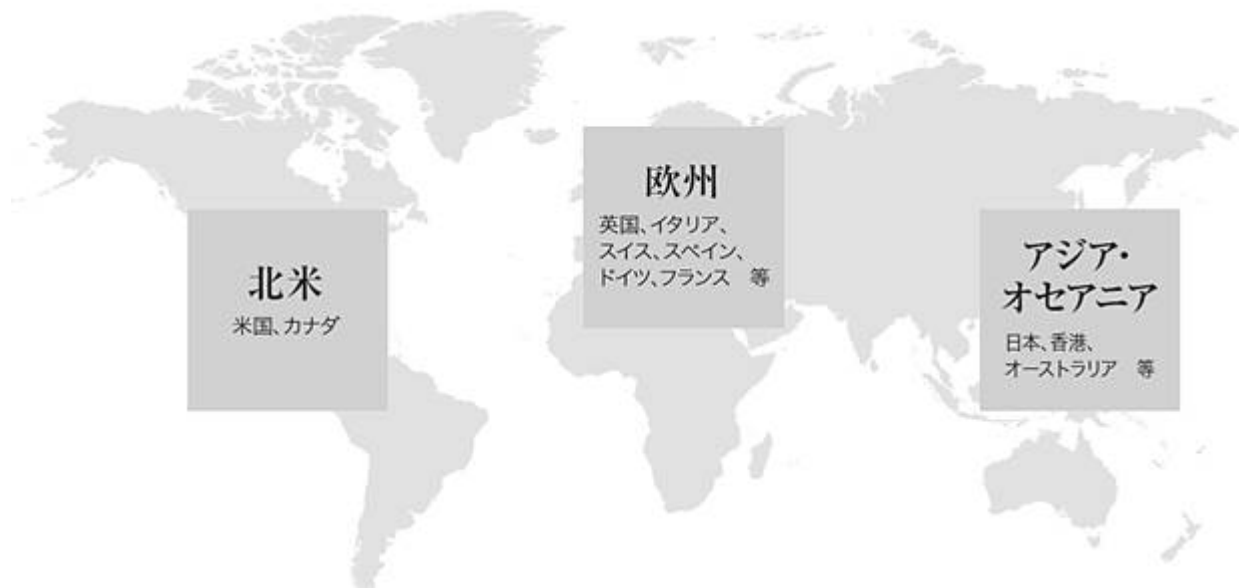 北米
米国、カナダ
欧州
英国、イタリア、
スイス、スペイン、
ドイツ、フランス　等
アジア・
オセアニア
日本、香港、
オーストラリア　等